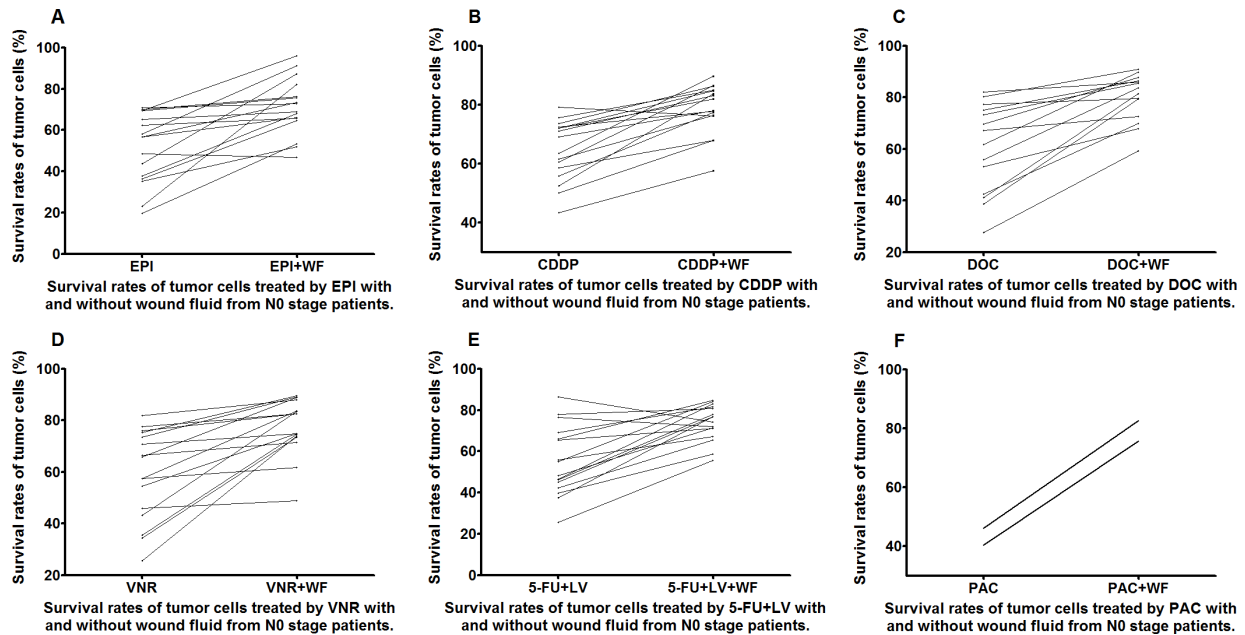 A
Survival rates of tumor cells (%)
100
80
60
40
20
0
EPI
EPI+WF
Survival rates of tumor cells treated by EPI with
and without wound fluid from N0 stage patients.
B
Survival rates of tumor cells (%)
100
80
60
40
CDDP
CDDP+WF
Survival rates of tumor cells treated by CDDP with
and without wound fluid from N0 stage patients.
C
Survival rates of tumor cells (%)
100
80
60
40
20
DOC
DOC+WF
Survival rates of tumor cells treated by DOC with
and without wound fluid from N0 stage patients.
D
Survival rates of tumor cells (%)
100
80
60
40
20
VNR
VNR+WF
Survival rates of tumor cells treated by VNR with
and without wound fluid from N0 stage patients.
E
Survival rates of tumor cells (%)
100
80
60
40
20
0
5-FU+LV
5-FU+LV+WF
Survival rates of tumor cells treated by 5-FU+LV with
and without wound fluid from N0 stage patients.
F
Survival rates of tumor cells (%)
100
80
60
40
PAC
PAC+WF
Survival rates of tumor cells treated by PAC with
and without wound fluid from N0 stage patients.